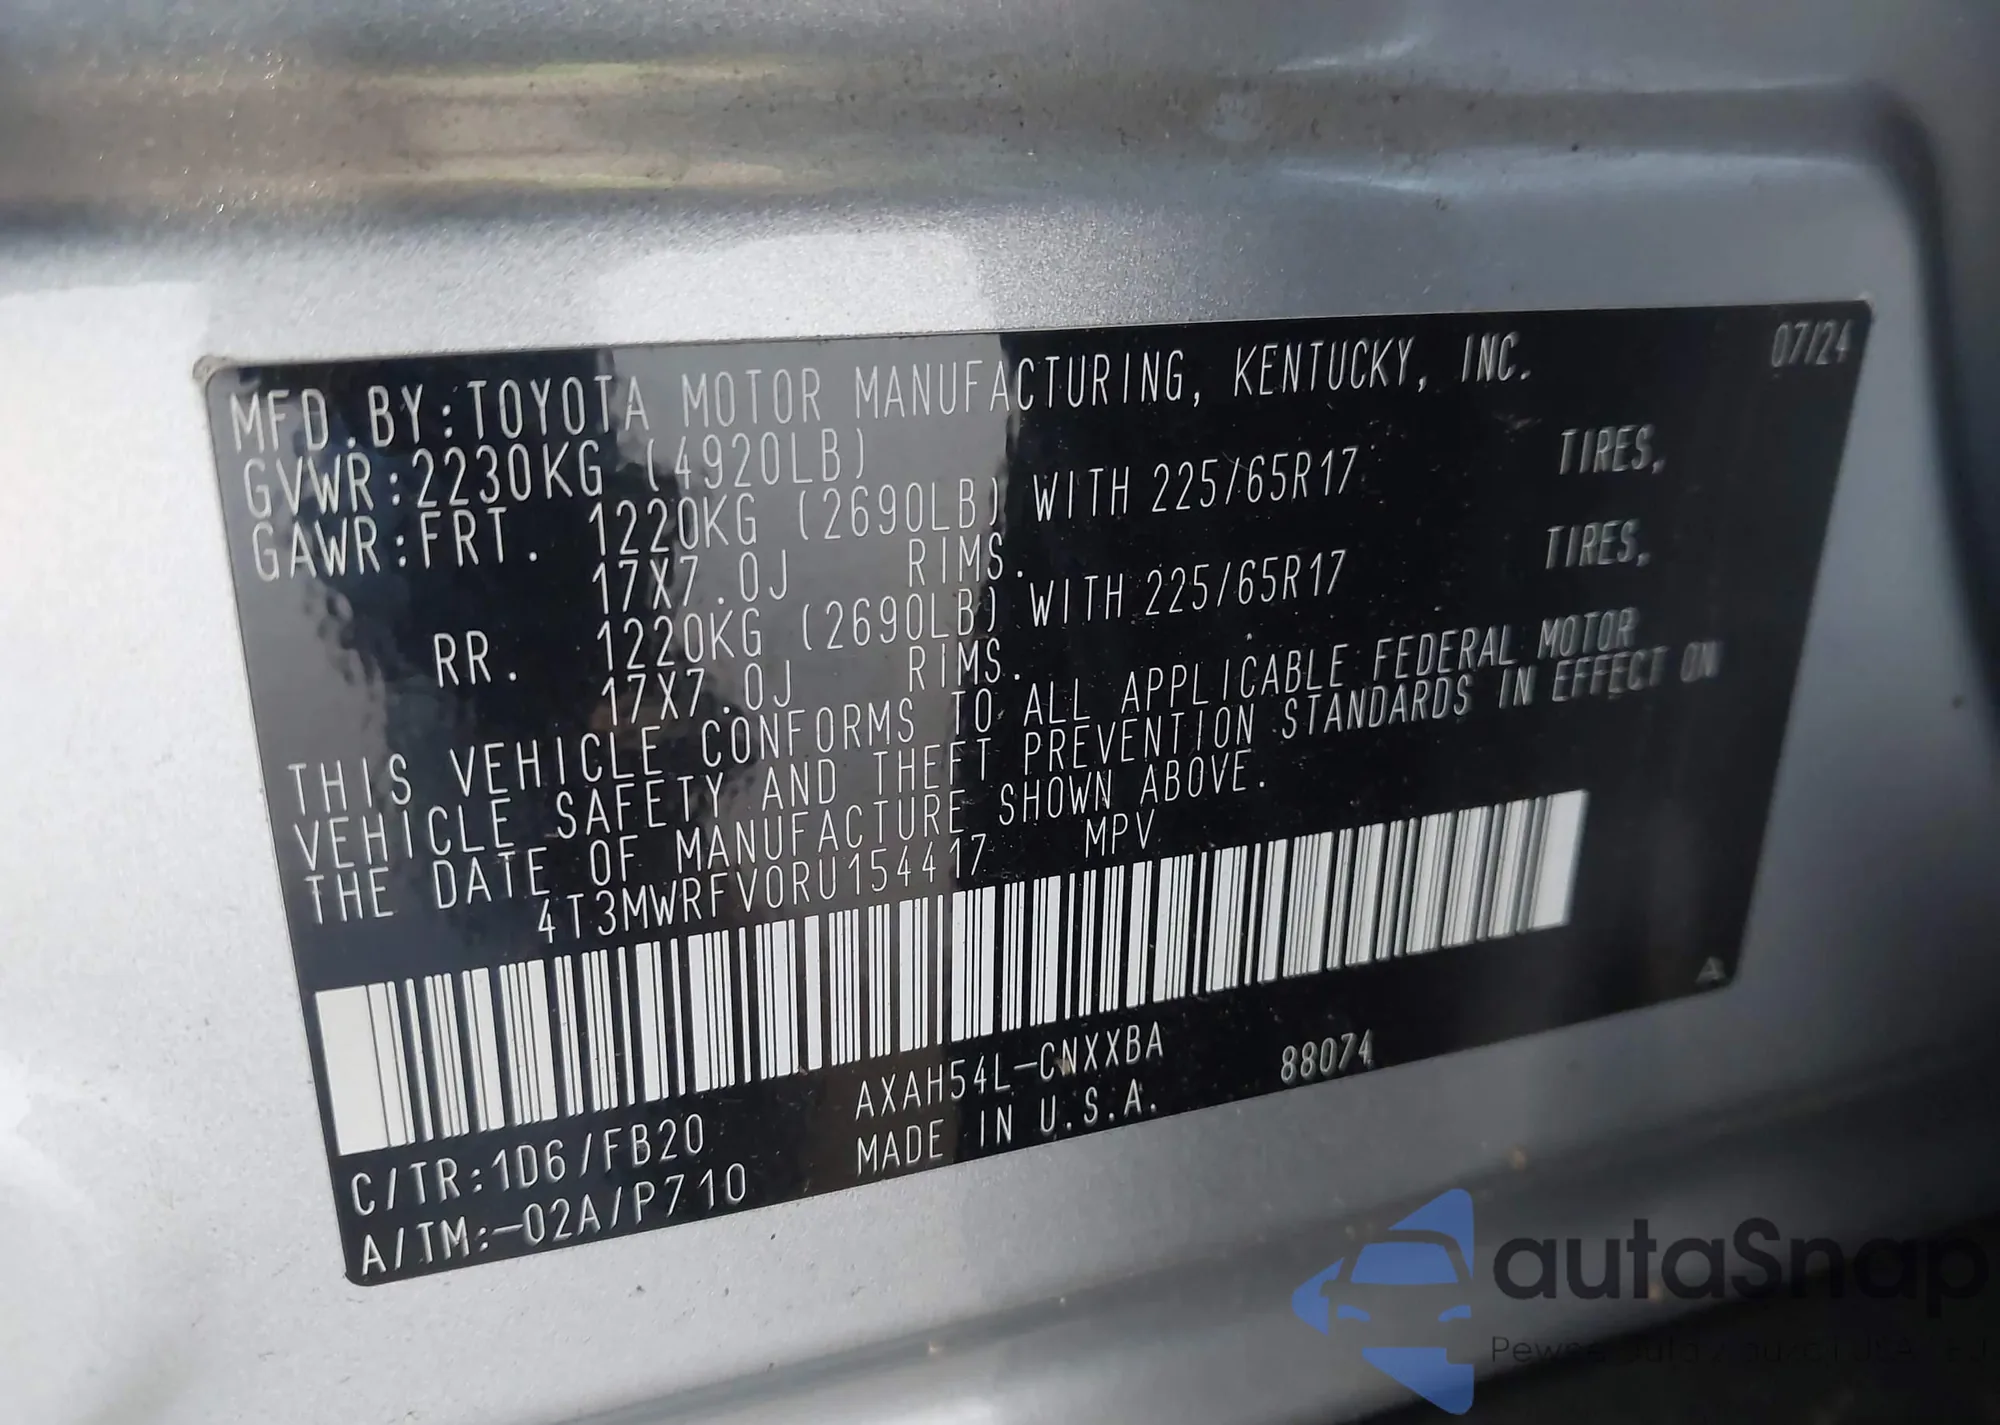 07/24
MFD.BY:TOYOTA MOTOR MANUFACTURING, KENTUCKY, INC.
GVWR:2230KG (4920LB)
GAWR:FRT. 1220KG (2690LB) WITH 225/65R17 TIRES,
17X7.0J RIMS.
RR. 1220KG (2690LB) WITH 225/65R17 TIRES,
17X7.0J RIMS.
THIS VEHICLE CONFORMS TO ALL APPLICABLE FEDERAL MOTOR
VEHICLE SAFETY AND THEFT PREVENTION STANDARDS IN EFFECT ON
THE DATE OF MANUFACTURE SHOWN ABOVE.
4T3MWRFV0RU154417 MPV
A
C/TR:1D6/FB20 AXAH54L-CNXXBA 88074
A/TM:-02A/P710 MADE IN U.S.A.
autaSnap
Pewne auta z